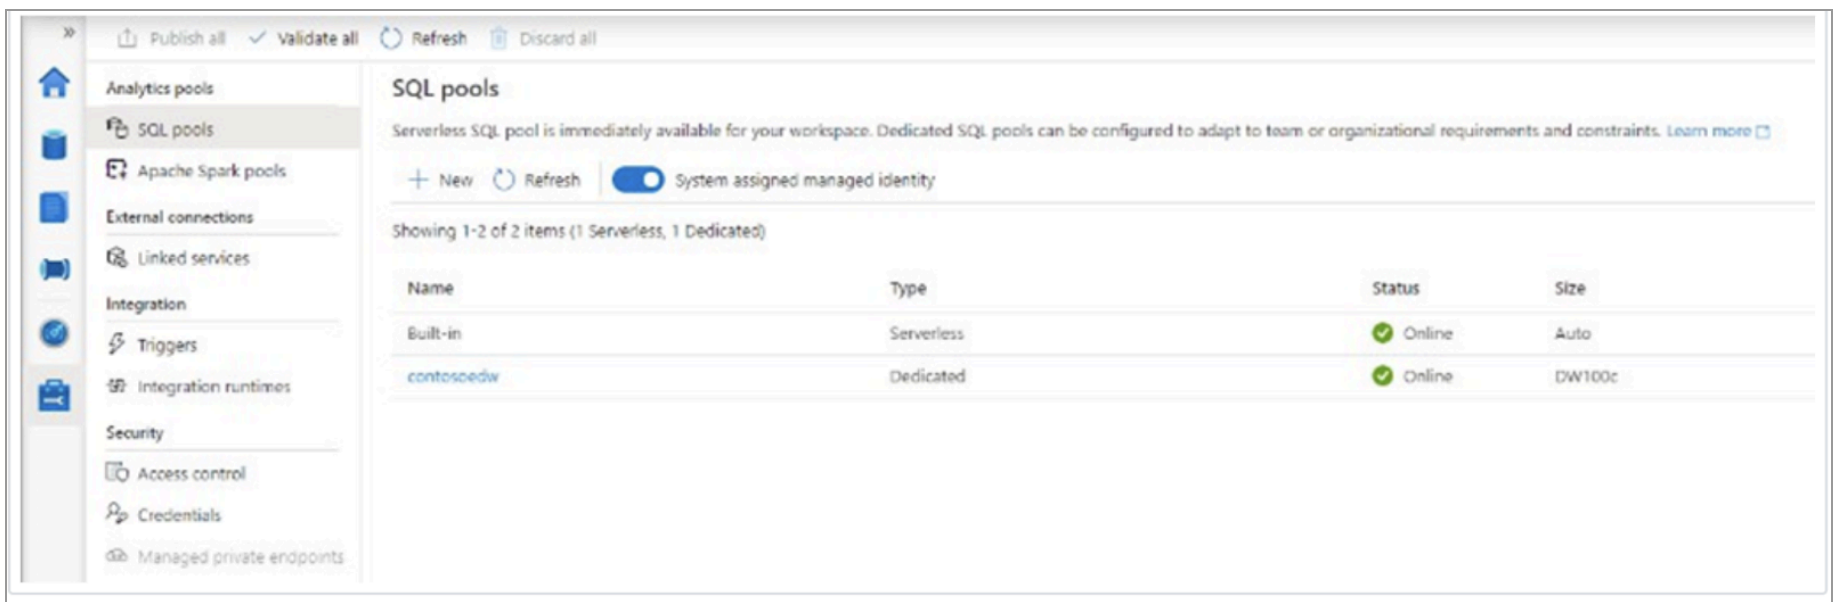 »
Publish all Validate all Refresh Discard all
Analytics pools
SQL pools
Apache Spark pools
External connections
Linked services
Integration
Triggers
Integration runtimes
Security
Access control
Credentials
Managed private endpoints
SQL pools
Serverless SQL pool is immediately available for your workspace. Dedicated SQL pools can be configured to adapt to team or organizational requirements and constraints. Learn more
New Refresh System assigned managed identity
Showing 1-2 of 2 items (1 Serverless, 1 Dedicated)
Name Type Status Size
Built-in Serverless Online Auto
contosoedw Dedicated Online DW100c